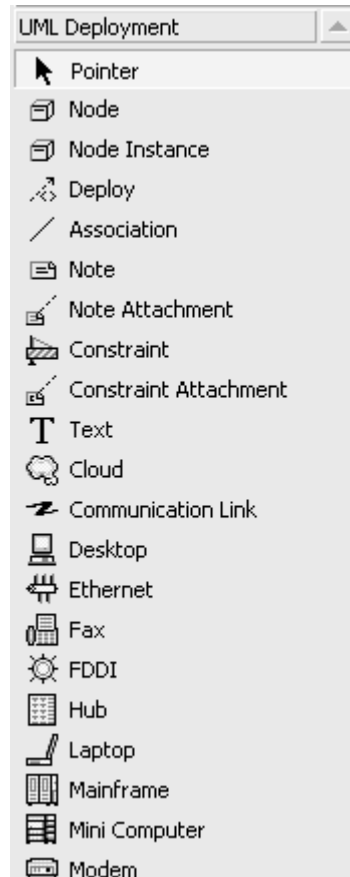 UML Deployment
Pointer
Node
Node Instance
Deploy
Association
Note
Note Attachment
Constraint
Constraint Attachment
Text
Cloud
Communication Link
Desktop
Ethernet
Fax
FDDI
Hub
Laptop
Mainframe
Mini Computer
Modem